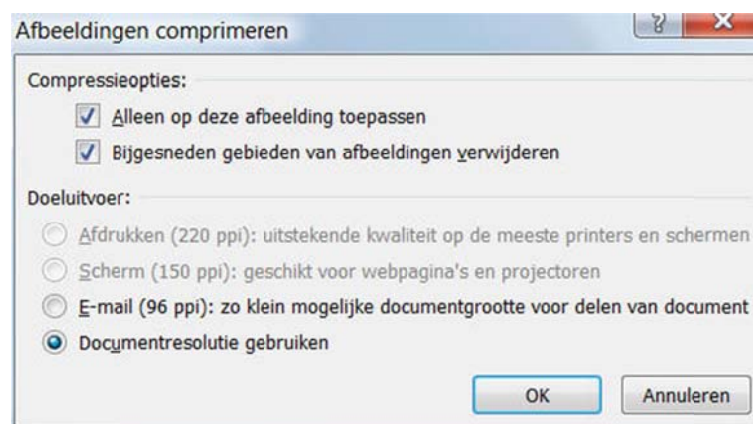 Afbeeldingen comprimeren
Compressieopties:
Alleen op deze afbeelding toepassen
Bijgesneden gebieden van afbeeldingen verwijderen
Doeluitvoer:
Afdrukken (220 ppi): uitstekende kwaliteit op de meeste printers en schermen
Scherm (150 ppi): geschikt voor webpagina's en projectoren
E-mail (96 ppi): zo klein mogelijke documentgrootte voor delen van document
Documentresolutie gebruiken
OK Annuleren